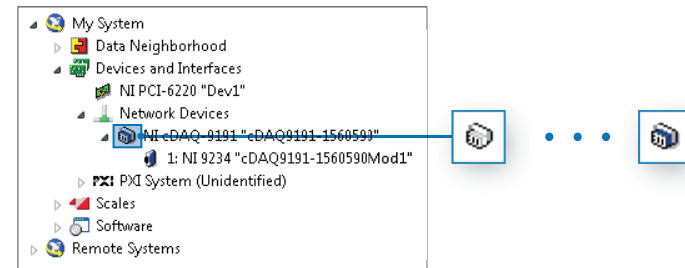 My System
Data Neighborhood
Devices and Interfaces
NI PCI-6220 "Dev1"
Network Devices
NI cDAQ-9191 "cDAQ9191-1560590"
1: NI 9234 "cDAQ9191-1560590Mod1"
PXI PXI System (Unidentified)
Scales
Software
Remote Systems